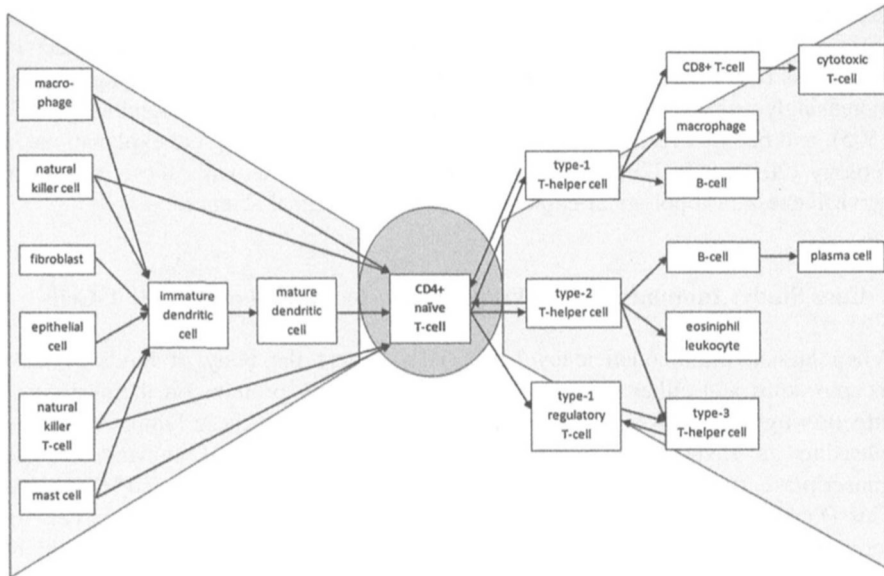 macro-
phage
natural
killer cell
fibroblast
epithelial
cell
natural
killer
T-cell
mast cell
Immature
dendritic
cell
mature
dendritic
cell
CD4+
naïve
T-cell
type-1
T-helper cell
type-2
T-helper cell
type-1
regulatory
T-cell
CD8+ T-cell
macrophage
B-cell
B-cell
eosiniphil
leukocyte
type-3
T-helper cell
cytotoxic
T-cell
plasma cell